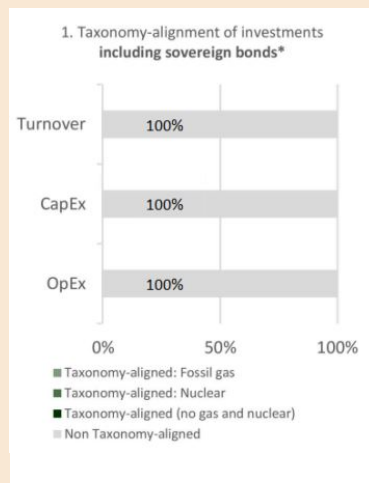 1. Taxonomy-alignment of investments
including sovereign bonds*
Turnover
100%
CapEx
100%
OpEx
100%
0%
50%
100%
Taxonomy-aligned: Fossil gas
Taxonomy-aligned: Nuclear
Taxonomy-aligned (no gas and nuclear)
Non Taxonomy-aligned